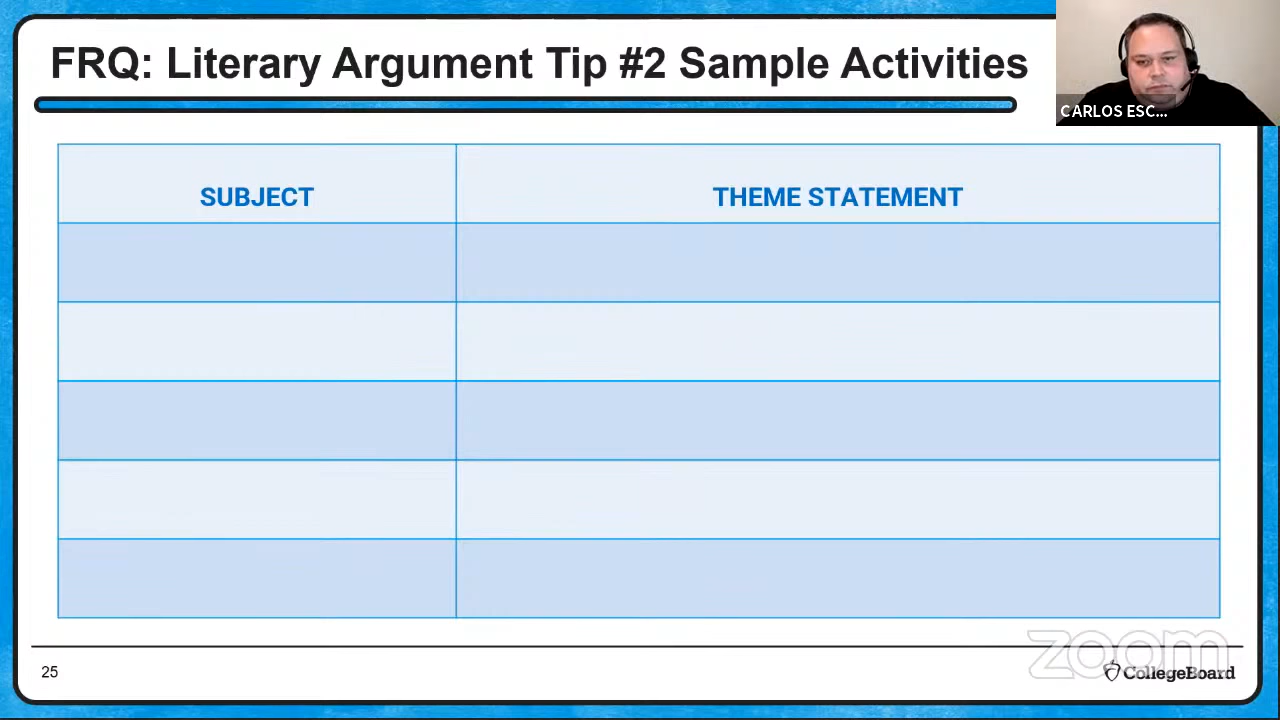 FRQ: Literary Argument Tip #2 Sample Activities
CARLOS ESC...
SUBJECT
THEME STATEMENT
zoom
25
CollegeBoard